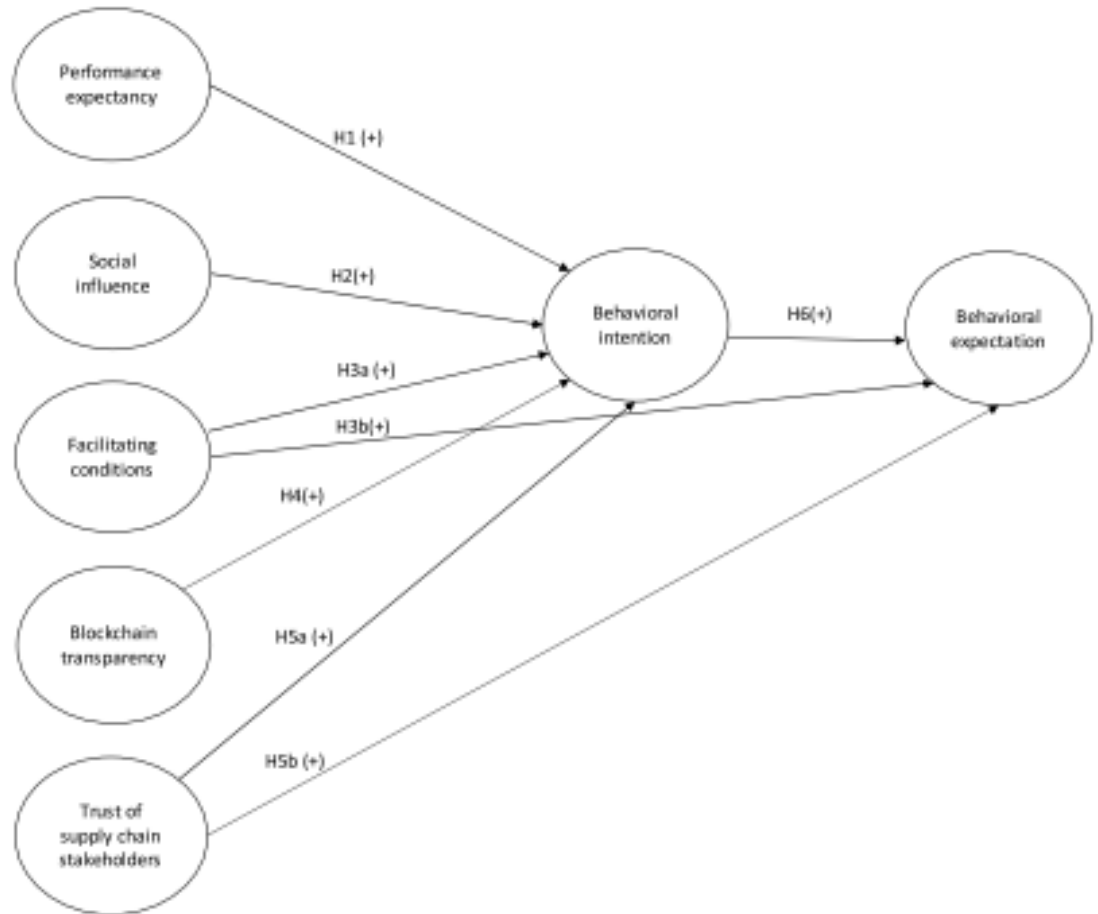 Performance
expectancy
H1 (+)
Social
influence
H2(+)
Behavioral
intention
H6(+)
Behavioral
expectation
H3a (+)
H3b(+)
Facilitating
conditions
H4(+)
Blockchain
transparency
H5a (+)
H5b (+)
Trust of
supply chain
stakeholders